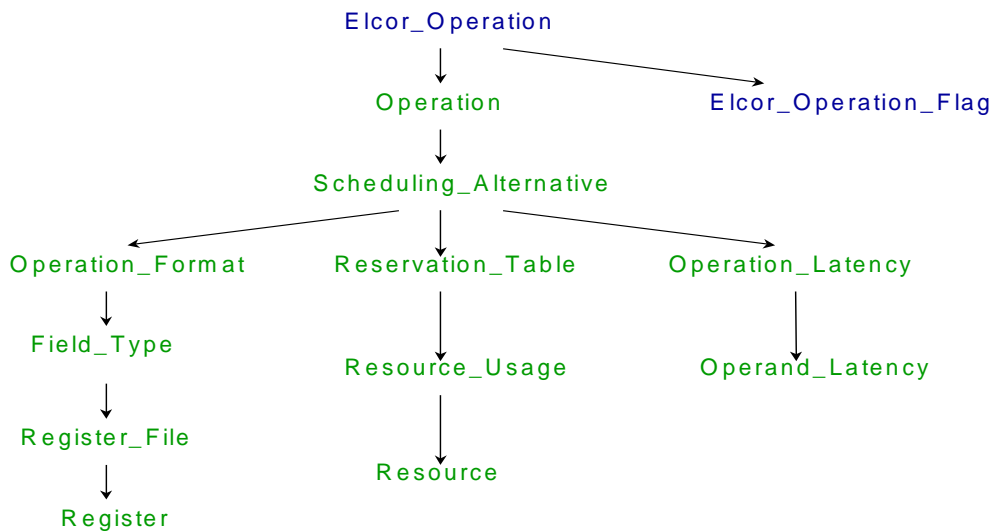 Elcor_Operation
Operation Elcor_Operation_Flag
Scheduling_Alternative
Operation_Format Reservation_Table Operation_Latency
Field_Type
Resource_Usage Operand_Latency
Register_File
Resource
Register